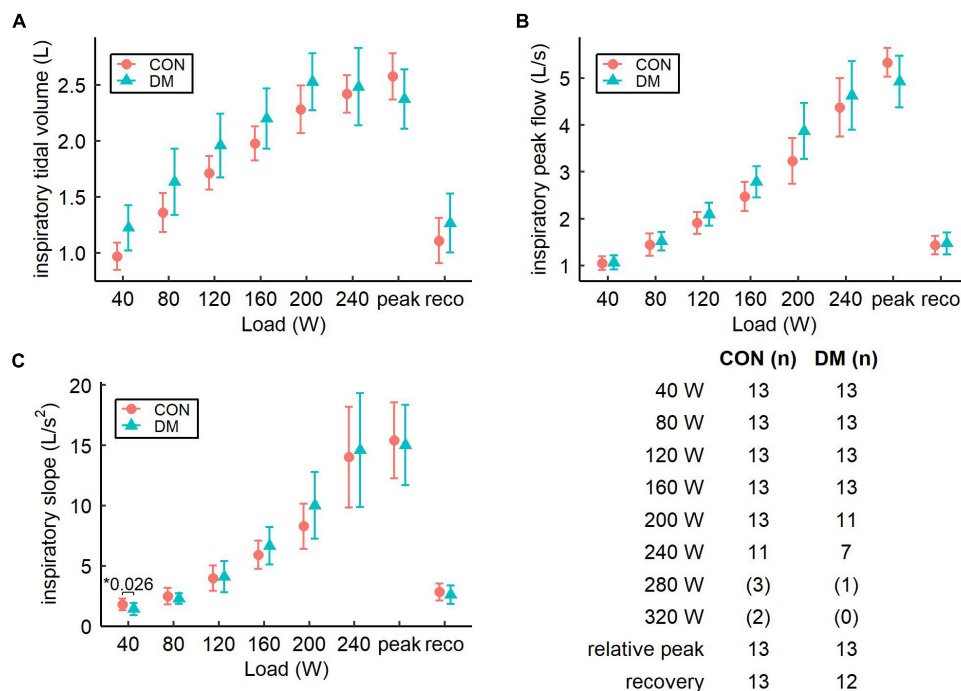 A
inspiratory tidal volume (L)
2.5
2.0
1.5
1.0
CON
DM
40 80 120 160 200 240 peak reco
Load (W)
B
inspiratory peak flow (L/s)
5
4
3
2
1
CON
DM
40 80 120 160 200 240 peak reco
Load (W)
C
inspiratory slope (L/s²)
20
15
10
5
0
CON
DM
*0.026
40 80 120 160 200 240 peak reco
Load (W)
CON (n) DM (n)
40 W 13 13
80 W 13 13
120 W 13 13
160 W 13 13
200 W 13 11
240 W 11 7
280 W (3) (1)
320 W (2) (0)
relative peak 13 13
recovery 13 12